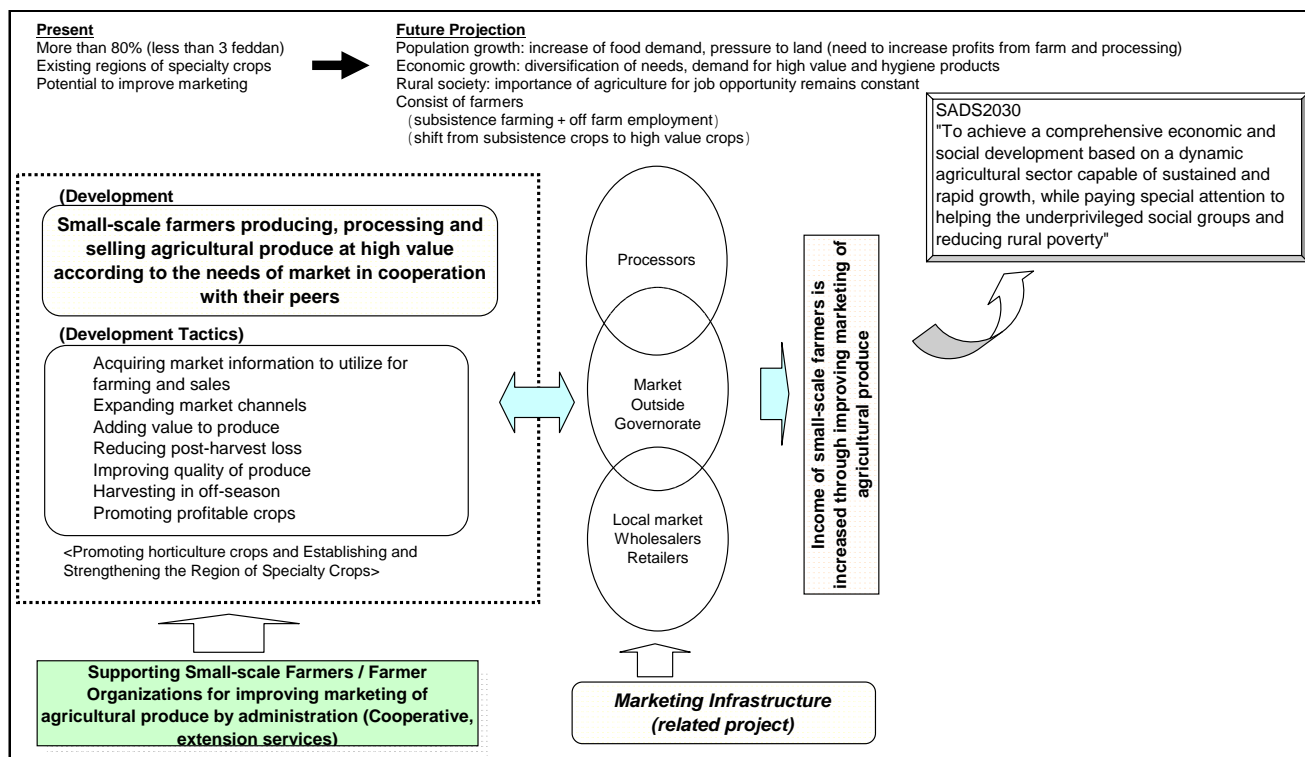 Present
More than 80% (less than 3 feddan)
Existing regions of specialty crops
Potential to improve marketing
Future Projection
Population growth: increase of food demand, pressure to land (need to increase profits from farm and processing)
Economic growth: diversification of needs, demand for high value and hygiene products
Rural society: importance of agriculture for job opportunity remains constant
Consist of farmers
(subsistence farming + off farm employment)
(shift from subsistence crops to high value crops)
SADS2030
"To achieve a comprehensive economic and
social development based on a dynamic
agricultural sector capable of sustained and
rapid growth, while paying special attention to
helping the underprivileged social groups and
reducing rural poverty"
(Development
Small-scale farmers producing, processing and
selling agricultural produce at high value
according to the needs of market in cooperation
with their peers
(Development Tactics)
Acquiring market information to utilize for
farming and sales
Expanding market channels
Adding value to produce
Reducing post-harvest loss
Improving quality of produce
Harvesting in off-season
Promoting profitable crops
<Promoting horticulture crops and Establishing and
Strengthening the Region of Specialty Crops>
Processors
Market
Outside
Governorate
Local market
Wholesalers
Retailers
Income of small-scale farmers is
increased through improving marketing of
agricultural produce
Supporting Small-scale Farmers / Farmer
Organizations for improving marketing of
agricultural produce by administration (Cooperative,
extension services)
Marketing Infrastructure
(related project)